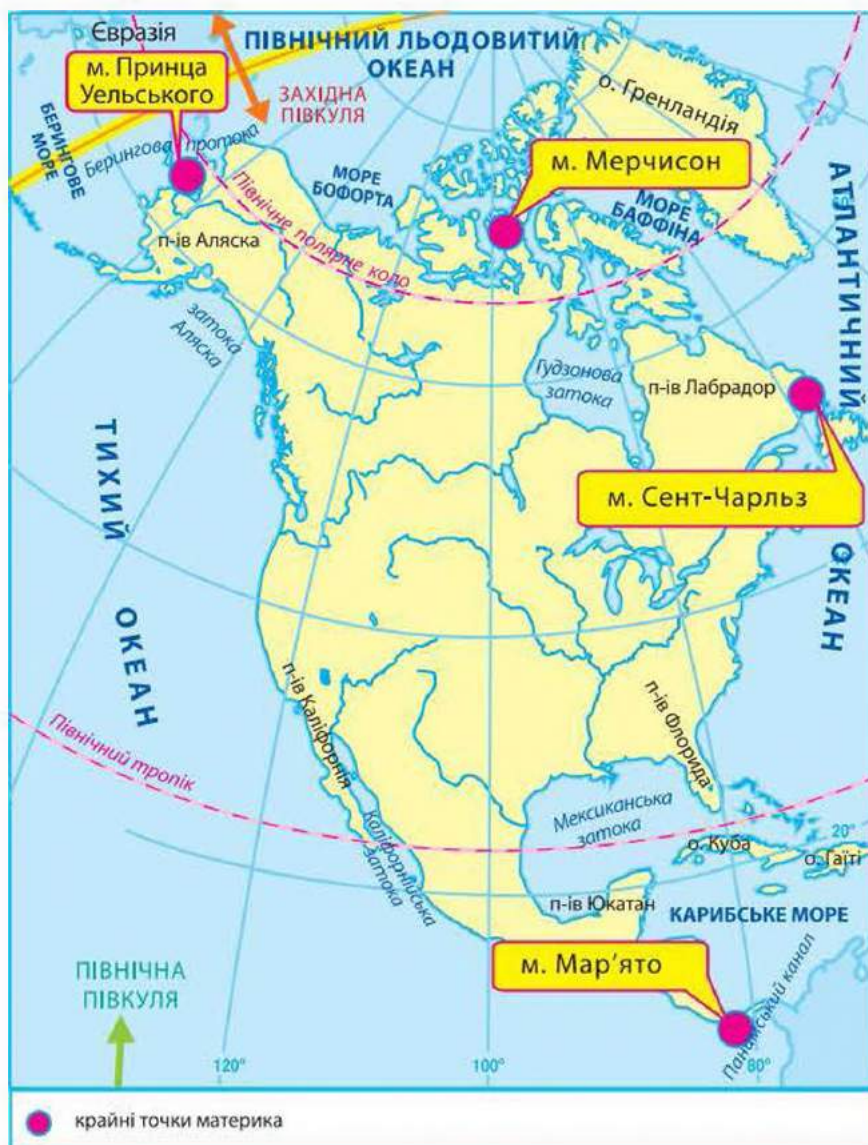 Євразія
ПІВНІЧНИЙ ЛЬОДОВИТИЙ
ОКЕАН
м. Принца
Уельського
ЗАХІДНА
ПІВКУЛЯ
о. Гренландія
БЕРИНГОВЕ
МОРЕ
Берингова протока
МОРЕ
БОФОРТА
м. Мерчисон
МОРЕ
БАФФІНА
Північне полярне коло
п-ів Аляска
затока
Аляска
АТЛАНТИЧНИЙ
ОКЕАН
Гудзонова
затока
п-ів Лабрадор
м. Сент-Чарльз
ТИХИЙ
ОКЕАН
п-ів Каліфорнія
п-ів Флорида
Північний тропік
Каліфорнійська
затока
Мексиканська
затока
20°
о. Куба
о. Гаїті
п-ів Юкатан
КАРИБСЬКЕ МОРЕ
м. Мар'ято
Панамський канал
ПІВНІЧНА
ПІВКУЛЯ
120°
100°
80°
крайні точки материка